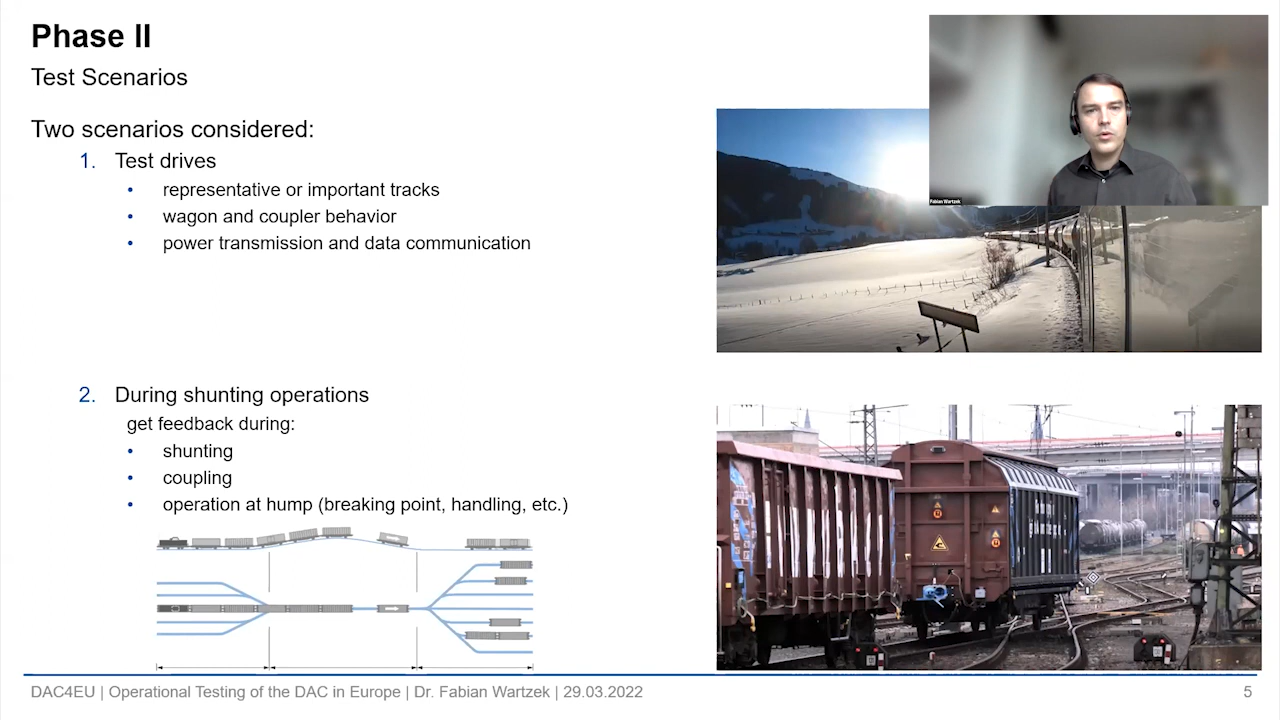 Phase II
Test Scenarios
Two scenarios considered:
1. Test drives
• representative or important tracks
• wagon and coupler behavior
• power transmission and data communication
2. During shunting operations
get feedback during:
• shunting
• coupling
• operation at hump (breaking point, handling, etc.)
Fabian Wartzek
DAC4EU | Operational Testing of the DAC in Europe | Dr. Fabian Wartzek | 29.03.2022
5